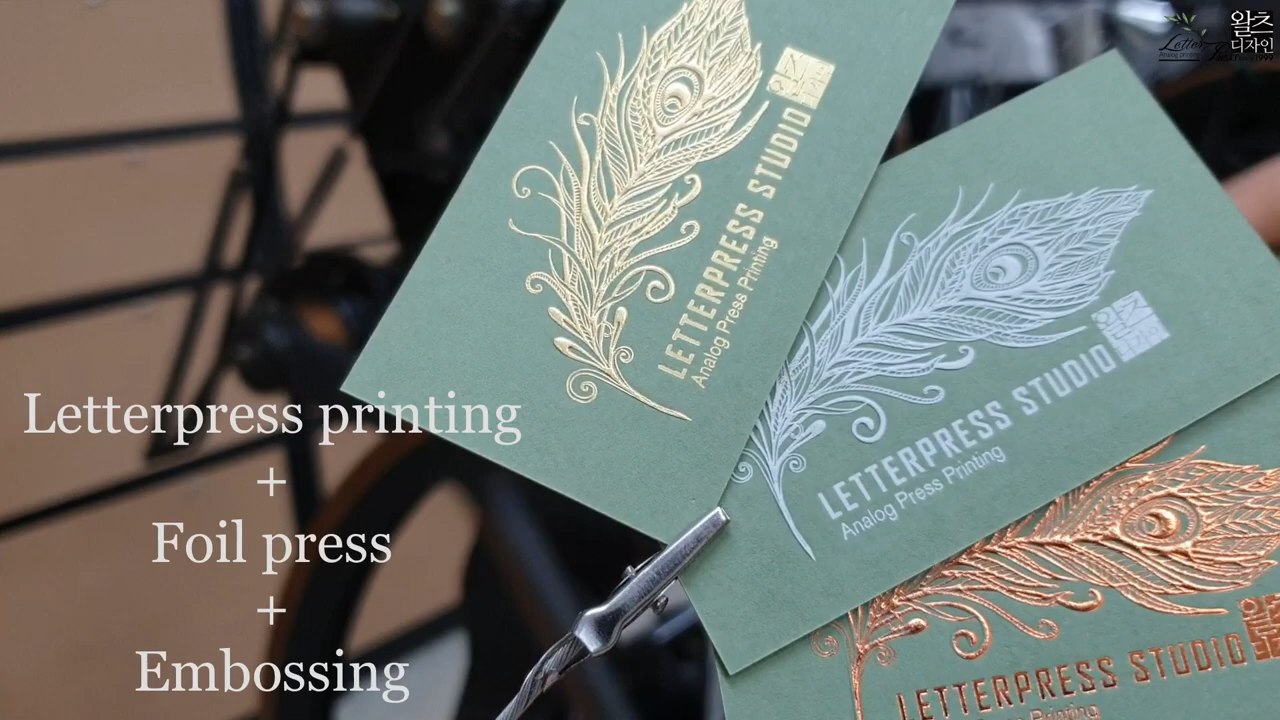 왈츠
디자인
Letterpress printing
+
Foil press
+
Embossing
LETTERPRESS STUDIO
Analog Press Printing
LETTERPRESS STUDIO
Analog Press Printing
LETTERPRESS STUDIO
Printing